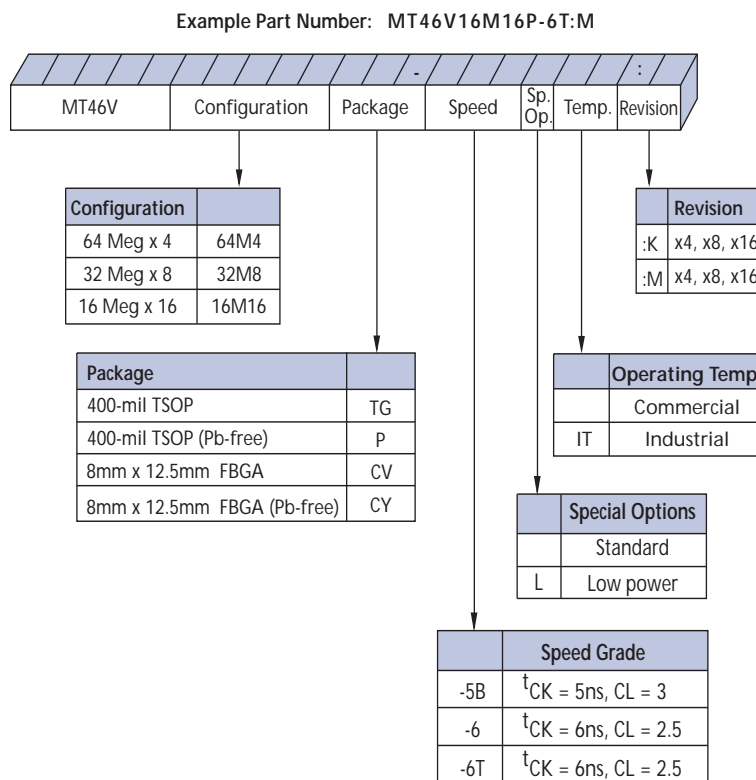 Example Part Number: MT46V16M16P-6T:M
- :
MT46V Configuration Package Speed Sp. Op. Temp. Revision
Configuration
64 Meg x 4 64M4
32 Meg x 8 32M8
16 Meg x 16 16M16
Revision
:K x4, x8, x16
:M x4, x8, x16
Package
400-mil TSOP TG
400-mil TSOP (Pb-free) P
8mm x 12.5mm FBGA CV
8mm x 12.5mm FBGA (Pb-free) CY
Operating Temp
Commercial
IT Industrial
Special Options
Standard
L Low power
Speed Grade
-5B tCK = 5ns, CL = 3
-6 tCK = 6ns, CL = 2.5
-6T tCK = 6ns, CL = 2.5